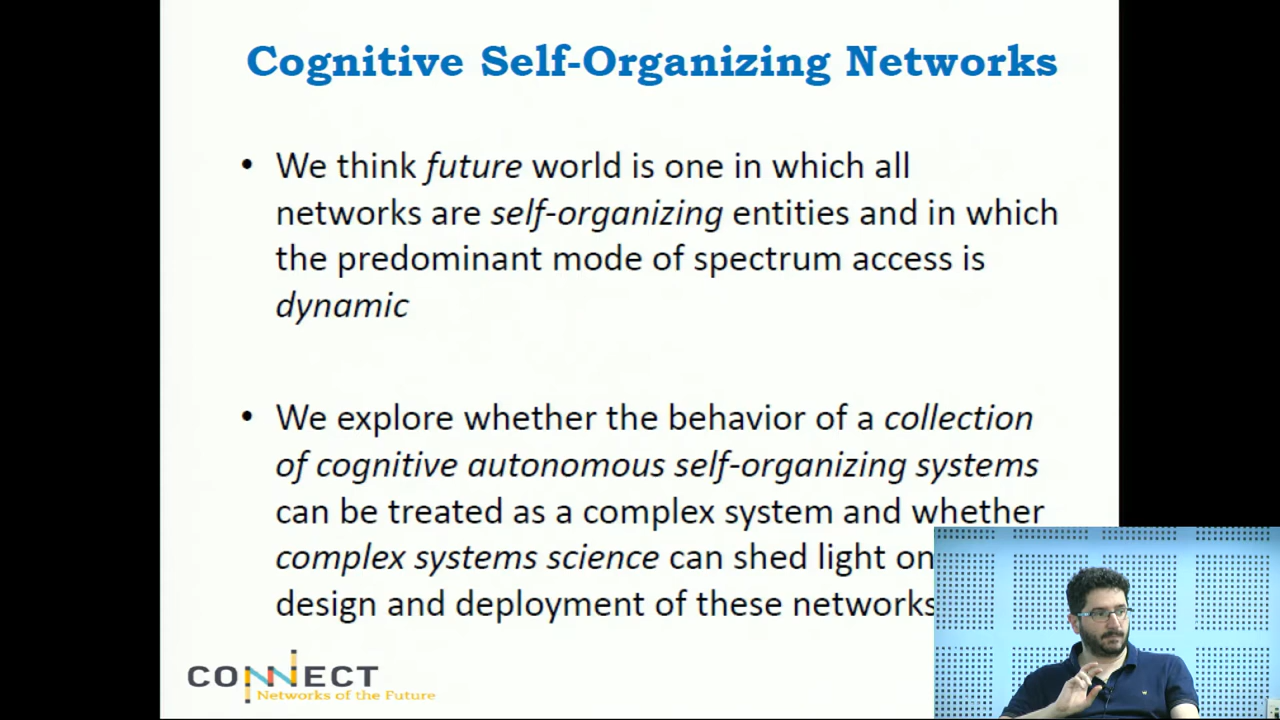 Cognitive Self-Organizing Networks
• We think future world is one in which all
networks are self-organizing entities and in which
the predominant mode of spectrum access is
dynamic
• We explore whether the behavior of a collection
of cognitive autonomous self-organizing systems
can be treated as a complex system and whether
complex systems science can shed light on
design and deployment of these networks
CONNECT
Networks of the Future